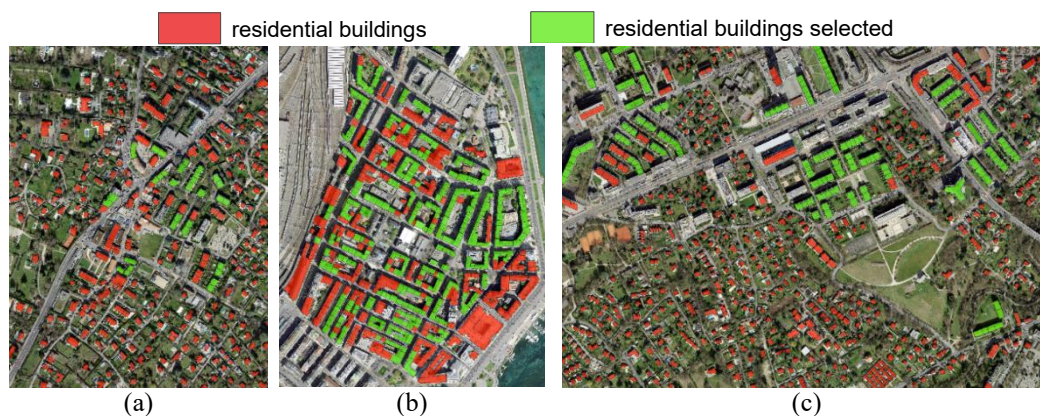 residential buildings
residential buildings selected
(a)
(b)
(c)